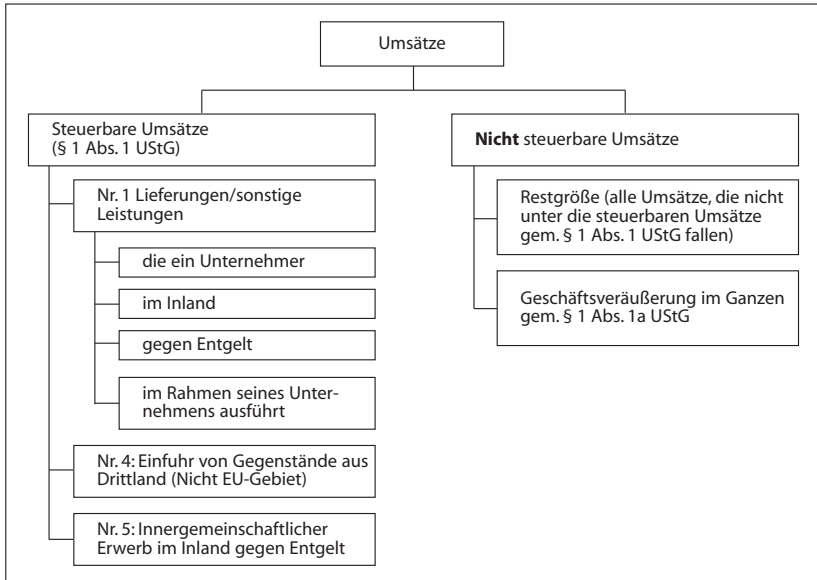 Umsätze
Steuerbare Umsätze
(§ 1 Abs. 1 UStG)
Nr. 1 Lieferungen/sonstige
Leistungen
die ein Unternehmer
im Inland
gegen Entgelt
im Rahmen seines Unter-
nehmens ausführt
Nr. 4: Einfuhr von Gegenstände aus
Drittland (Nicht EU-Gebiet)
Nr. 5: Innergemeinschaftlicher
Erwerb im Inland gegen Entgelt
Nicht steuerbare Umsätze
Restgröße (alle Umsätze, die nicht
unter die steuerbaren Umsätze
gem. § 1 Abs. 1 UStG fallen)
Geschäftsveräußerung im Ganzen
gem. § 1 Abs. 1a UStG